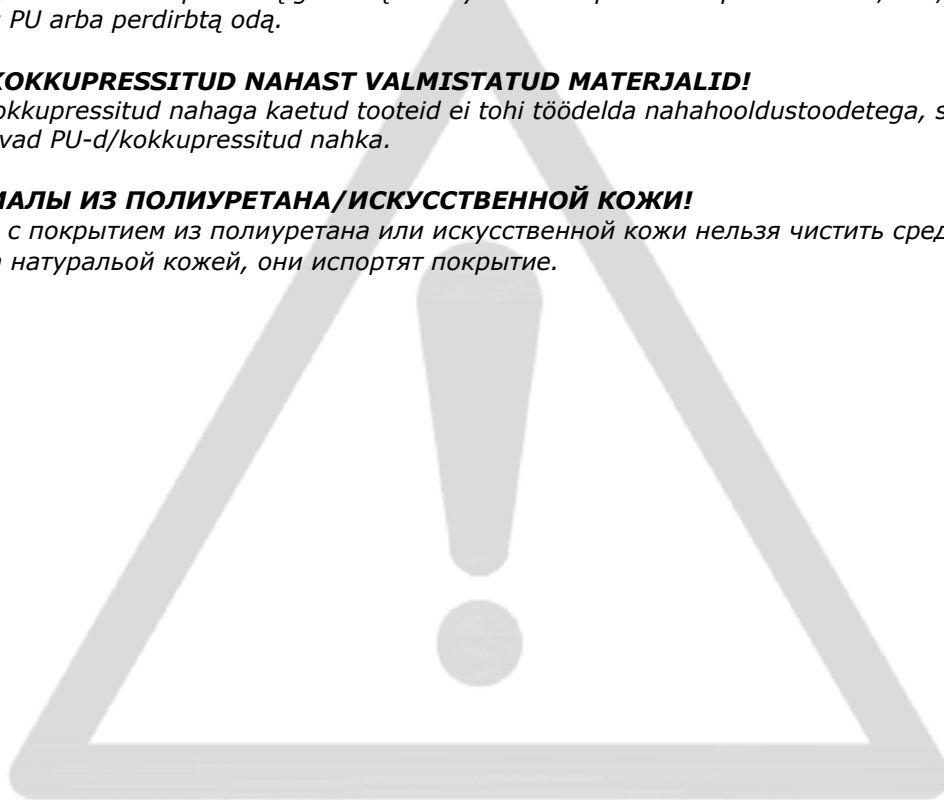 PU arba perdirbtą odą.
KOKKUPRESSITUD NAHAST VALMISTATUD MATERJALID!
okkupressitud nahaga kaetud tooteid ei tohi töödelda nahahooldustoodetega, s
vad PU-d/kokkupressitud nahka.
ИАЛЫ ИЗ ПОЛИУРЕТАНА/ИСКУССТВЕННОЙ КОЖИ!
с покрытием из полиуретана или искусственной кожи нельзя чистить сред
натуральой кожей, они испортят покрытие.